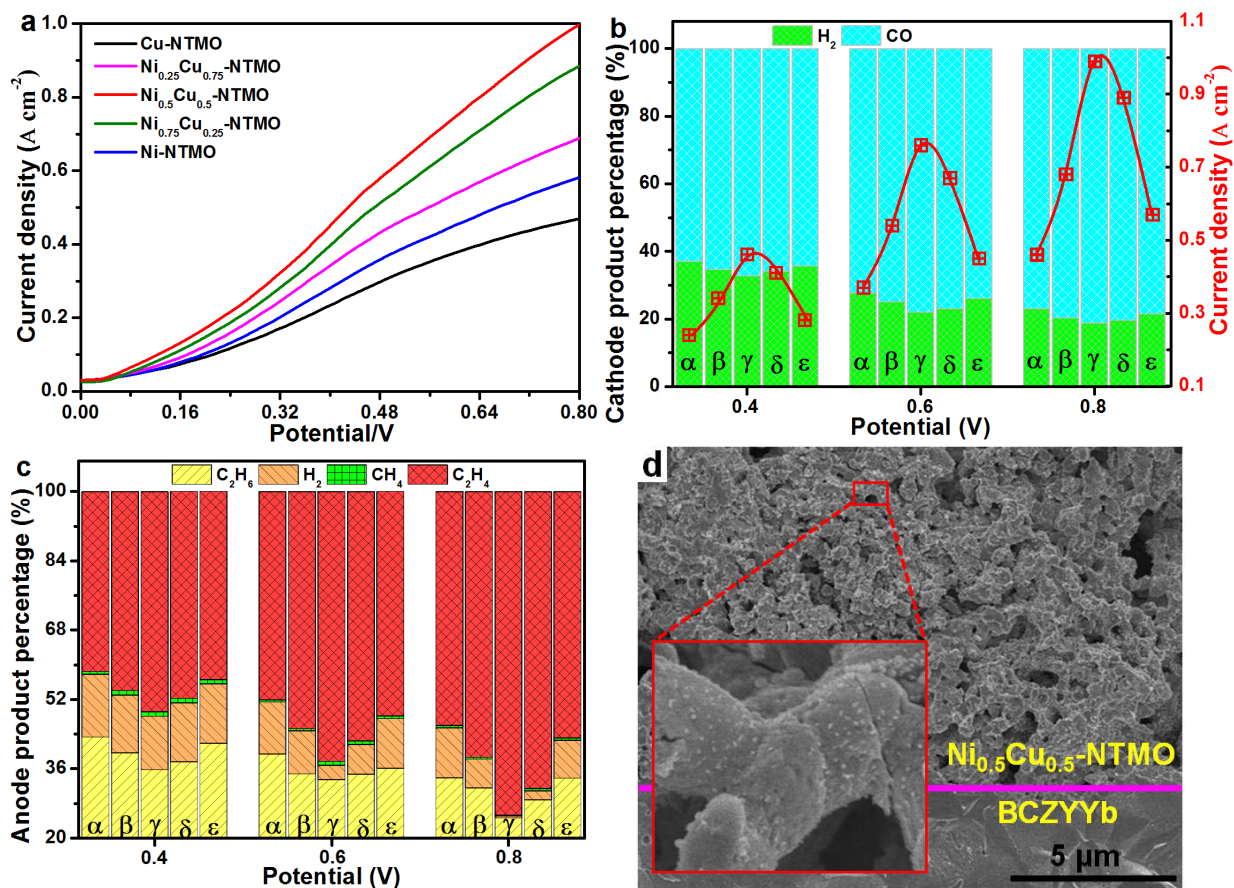 a
Current density (A cm⁻²)
1.0
0.8
0.6
0.4
0.2
0.0
Cu-NTMO
Ni₀.₂₅Cu₀.₇₅-NTMO
Ni₀.₅Cu₀.₅-NTMO
Ni₀.₇₅Cu₀.₂₅-NTMO
Ni-NTMO
0.00 0.16 0.32 0.48 0.64 0.80
Potential/V
b
H₂ CO
Cathode product percentage (%)
100
80
60
40
20
0
α β γ δ ε α β γ δ ε α β γ δ ε
0.4 0.6 0.8
Potential (V)
1.1
0.9
0.7
0.5
0.3
0.1
Current density (A cm⁻²)
c
C₂H₆ H₂ CH₄ C₂H₄
Anode product percentage (%)
100
84
68
52
36
20
α β γ δ ε α β γ δ ε α β γ δ ε
0.4 0.6 0.8
Potential (V)
d
Ni₀.₅Cu₀.₅-NTMO
BCZYYb
5 μm